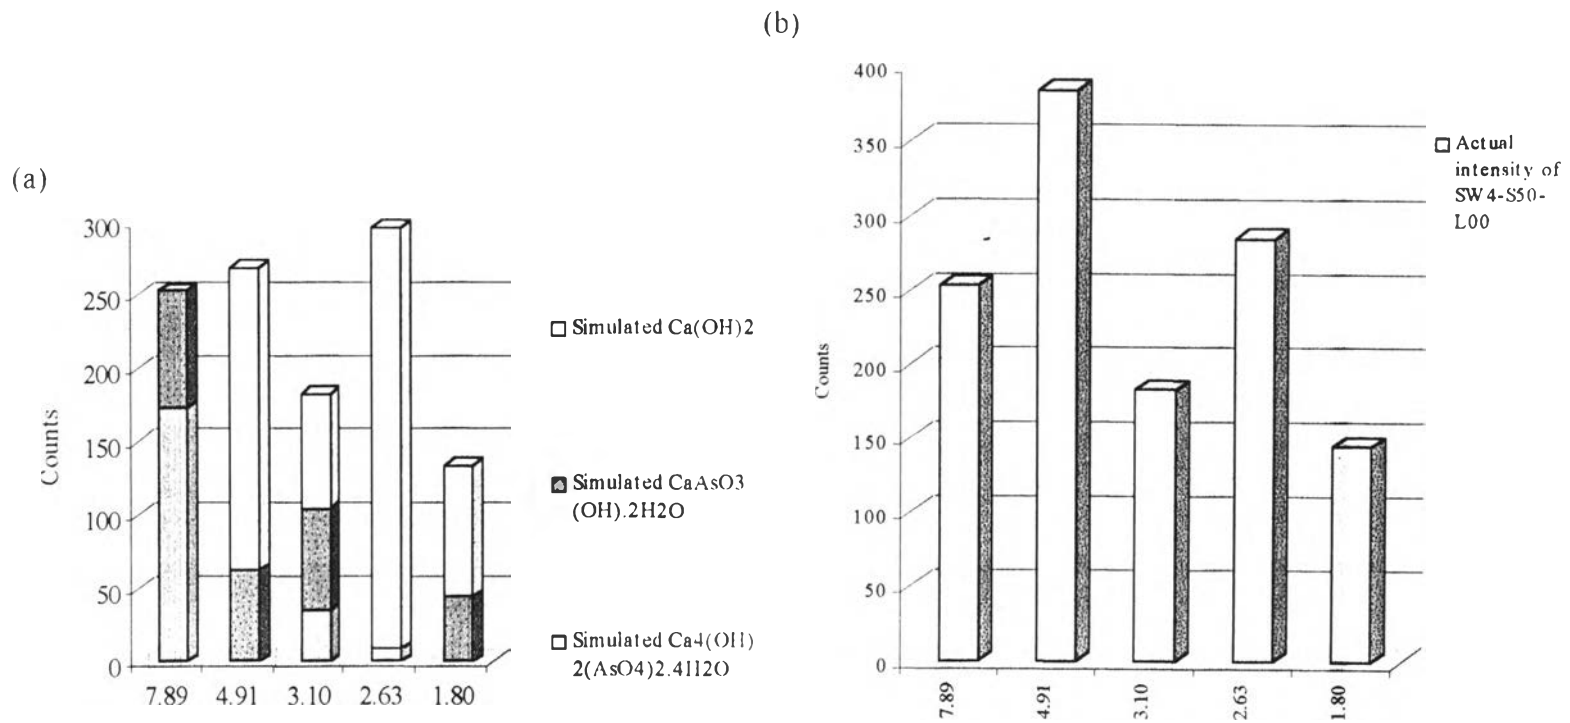 (b)
(a)
300
250
200
150
100
50
0
Counts
7.89 4.91 3.10 2.63 1.80
Simulated Ca(OH)2
Simulated CaAsO3
(OH).2H2O
Simulated Ca4(OH)
2(AsO4)2.4H2O
400
350
300
250
200
150
100
50
0
Counts
7.89 4.91 3.10 2.63 1.80
Actual
intensity of
SW4-S50-
L00